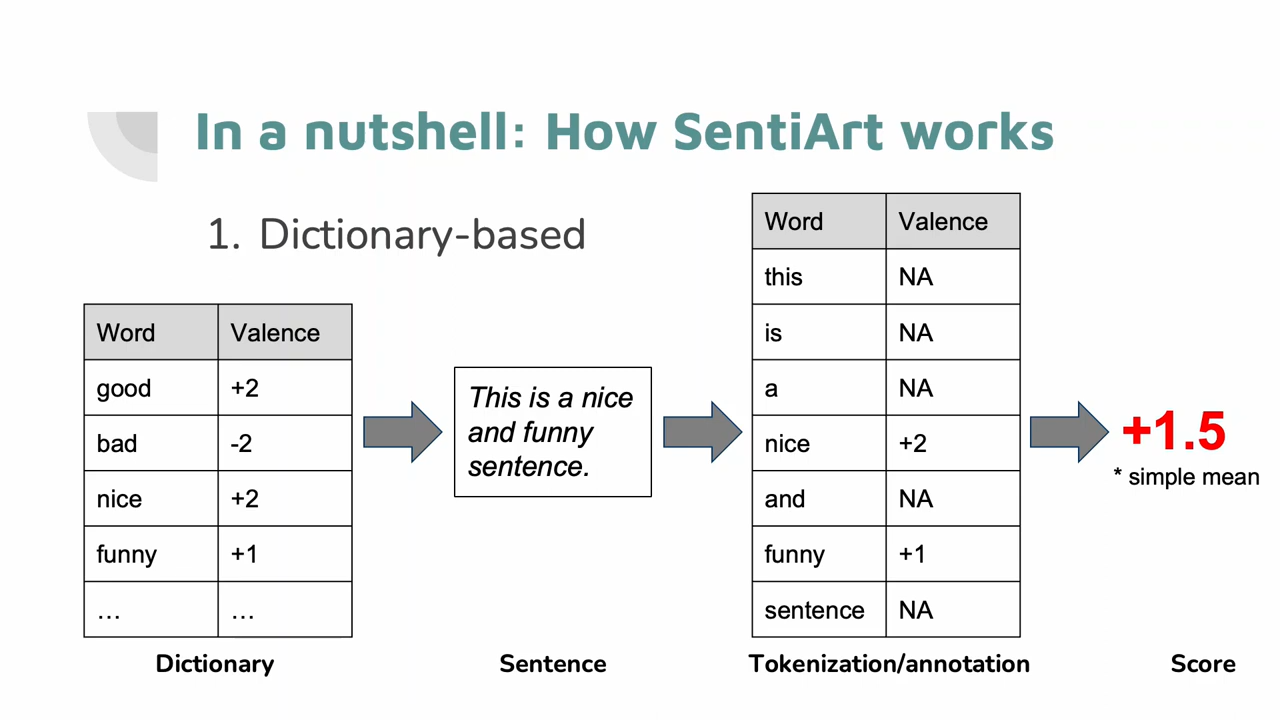 In a nutshell: How SentiArt works
1. Dictionary-based
Word Valence
good +2
bad -2
nice +2
funny +1
... ...
Dictionary
This is a nice
and funny
sentence.
Sentence
Word Valence
this NA
is NA
a NA
nice +2
and NA
funny +1
sentence NA
Tokenization/annotation
+1.5
* simple mean
Score